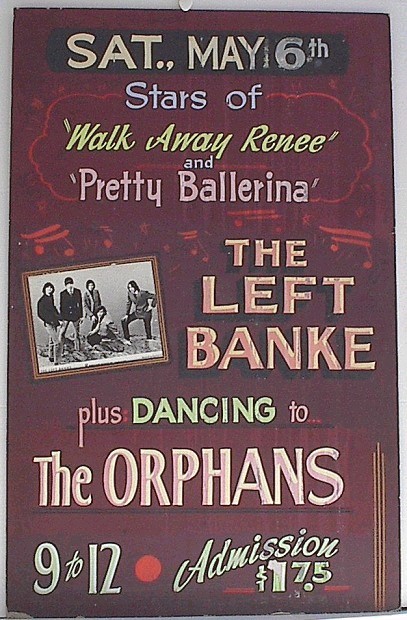 SAT., MAY 6th
Stars of
"Walk Away Renee"
and
"Pretty Ballerina"
THE
LEFT
BANKE
plus DANCING to...
The ORPHANS
9 to 12 • Admission
$1.75